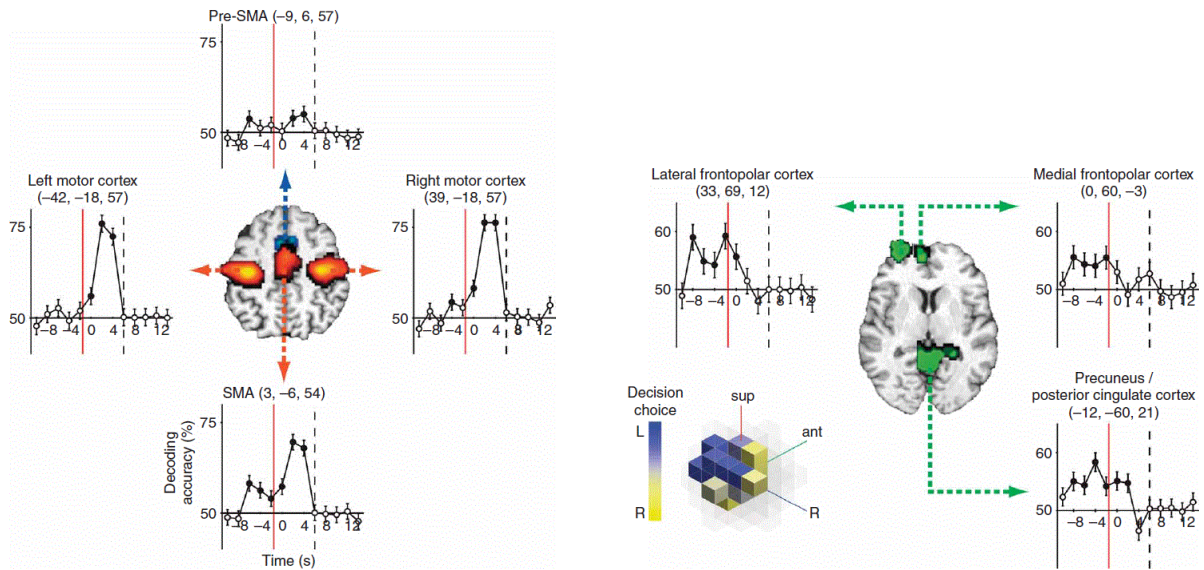 Pre-SMA (–9, 6, 57)
75
50
–8 –4 0 4 8 12
Left motor cortex
(–42, –18, 57)
75
50
–8 –4 0 4 8 12
Right motor cortex
(39, –18, 57)
75
50
–8 –4 0 4 8 12
SMA (3, –6, 54)
75
50
Decoding
accuracy (%)
–8 –4 0 4 8 12
Time (s)
Lateral frontopolar cortex
(33, 69, 12)
60
50
–8 –4 0 4 8 12
Medial frontopolar cortex
(0, 60, –3)
60
50
–8 –4 0 4 8 12
Decision
choice
L
R
sup
ant
R
Precuneus /
posterior cingulate cortex
(–12, –60, 21)
60
50
–8 –4 0 4 8 12